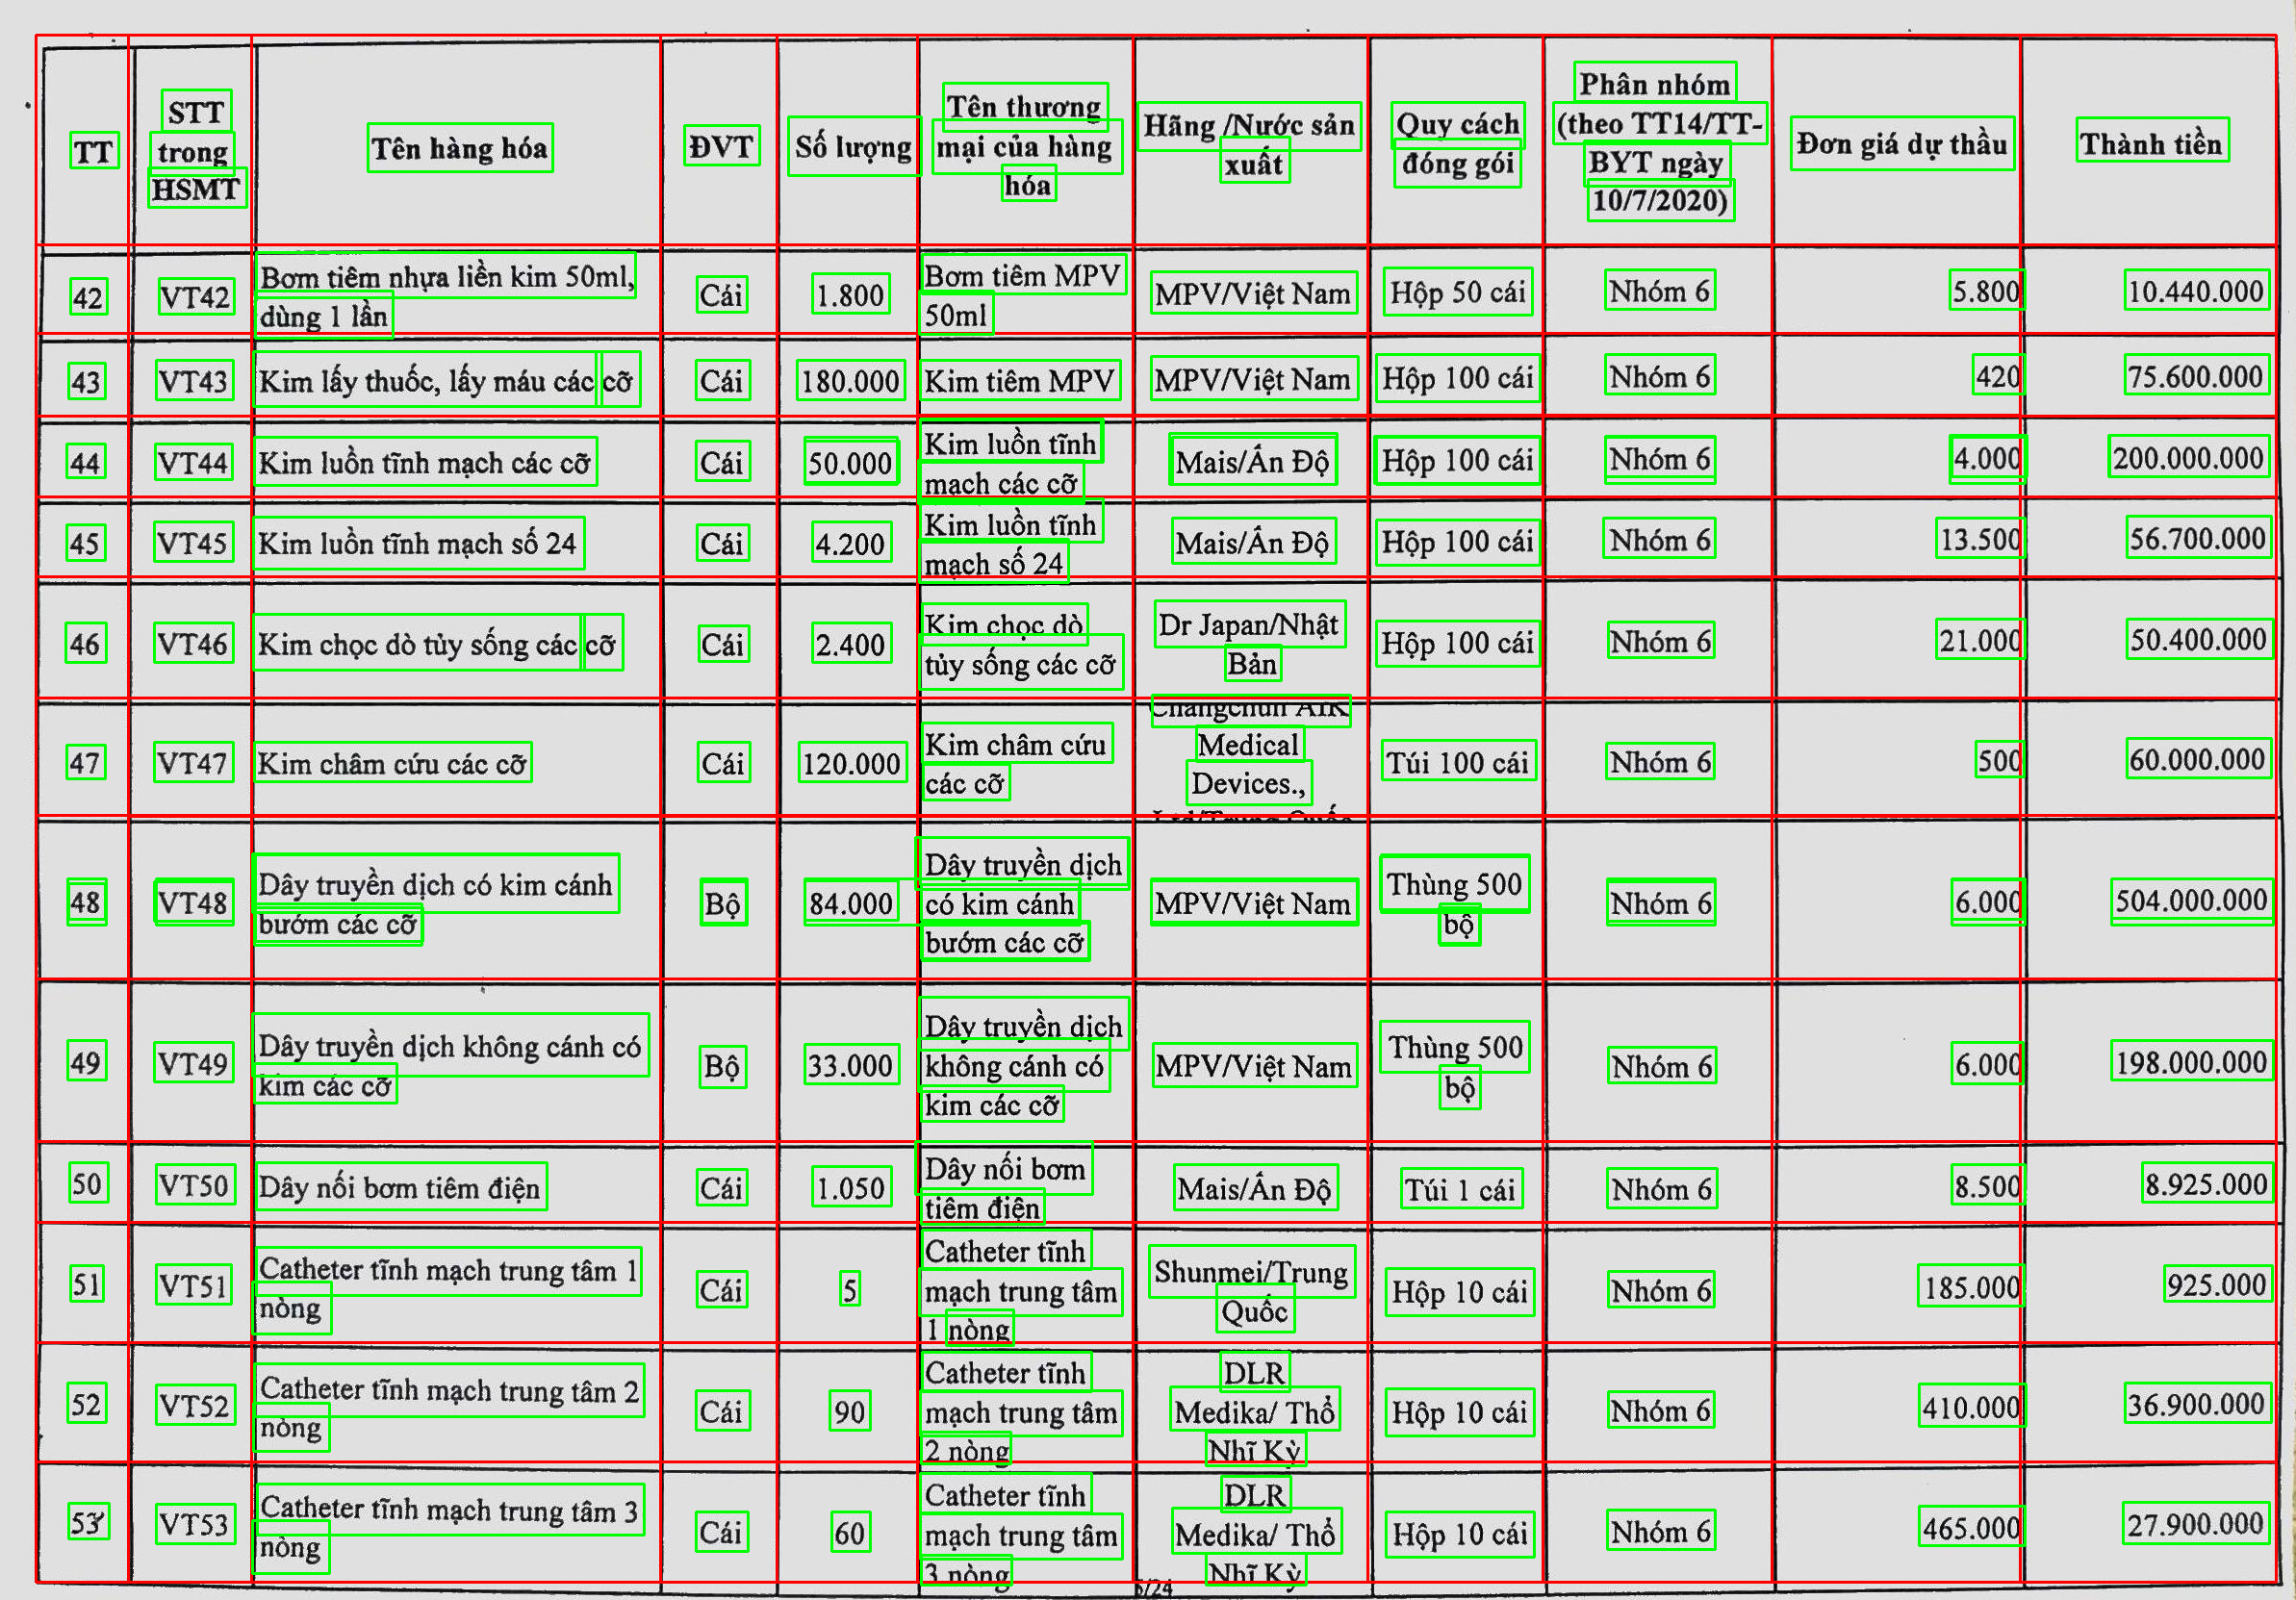 TT
STT
trong
HSMT
Tên hàng hóa
ĐVT
Số lượng
Tên thương
mại của hàng
hóa
Hãng /Nước sản
xuất
Quy cách
đóng gói
Phân nhóm
(theo TT14/TT-
BYT ngày
10/7/2020)
Đơn giá dự thầu
Thành tiền
42
VT42
Bơm tiêm nhựa liền kim 50ml,
dùng 1 lần
Cái
1.800
Bơm tiêm MPV
50ml
MPV/Việt Nam
Hộp 50 cái
Nhóm 6
5.800
10.440.000
43
VT43
Kim lấy thuốc, lấy máu các cỡ
Cái
180.000
Kim tiêm MPV
MPV/Việt Nam
Hộp 100 cái
Nhóm 6
420
75.600.000
44
VT44
Kim luồn tĩnh mạch các cỡ
Cái
50.000
Kim luồn tĩnh
mạch các cỡ
Mais/Ấn Độ
Hộp 100 cái
Nhóm 6
4.000
200.000.000
45
VT45
Kim luồn tĩnh mạch số 24
Cái
4.200
Kim luồn tĩnh
mạch số 24
Mais/Ấn Độ
Hộp 100 cái
Nhóm 6
13.500
56.700.000
46
VT46
Kim chọc dò tủy sống các cỡ
Cái
2.400
Kim chọc dò
tủy sống các cỡ
Dr Japan/Nhật
Bản
Hộp 100 cái
Nhóm 6
21.000
50.400.000
47
VT47
Kim châm cứu các cỡ
Cái
120.000
Kim châm cứu
các cỡ
Changchun AIK
Medical
Devices.,
Ltd/Trung Quốc
Túi 100 cái
Nhóm 6
500
60.000.000
48
VT48
Dây truyền dịch có kim cánh
bướm các cỡ
Bộ
84.000
Dây truyền dịch
có kim cánh
bướm các cỡ
MPV/Việt Nam
Thùng 500
bộ
Nhóm 6
6.000
504.000.000
49
VT49
Dây truyền dịch không cánh có
kim các cỡ
Bộ
33.000
Dây truyền dịch
không cánh có
kim các cỡ
MPV/Việt Nam
Thùng 500
bộ
Nhóm 6
6.000
198.000.000
50
VT50
Dây nối bơm tiêm điện
Cái
1.050
Dây nối bơm
tiêm điện
Mais/Ấn Độ
Túi 1 cái
Nhóm 6
8.500
8.925.000
51
VT51
Catheter tĩnh mạch trung tâm 1
nòng
Cái
5
Catheter tĩnh
mạch trung tâm
1 nòng
Shunmei/Trung
Quốc
Hộp 10 cái
Nhóm 6
185.000
925.000
52
VT52
Catheter tĩnh mạch trung tâm 2
nòng
Cái
90
Catheter tĩnh
mạch trung tâm
2 nòng
DLR
Medika/ Thổ
Nhĩ Kỳ
Hộp 10 cái
Nhóm 6
410.000
36.900.000
53
VT53
Catheter tĩnh mạch trung tâm 3
nòng
Cái
60
Catheter tĩnh
mạch trung tâm
3 nòng
DLR
Medika/ Thổ
Nhĩ Kỳ
Hộp 10 cái
Nhóm 6
465.000
27.900.000